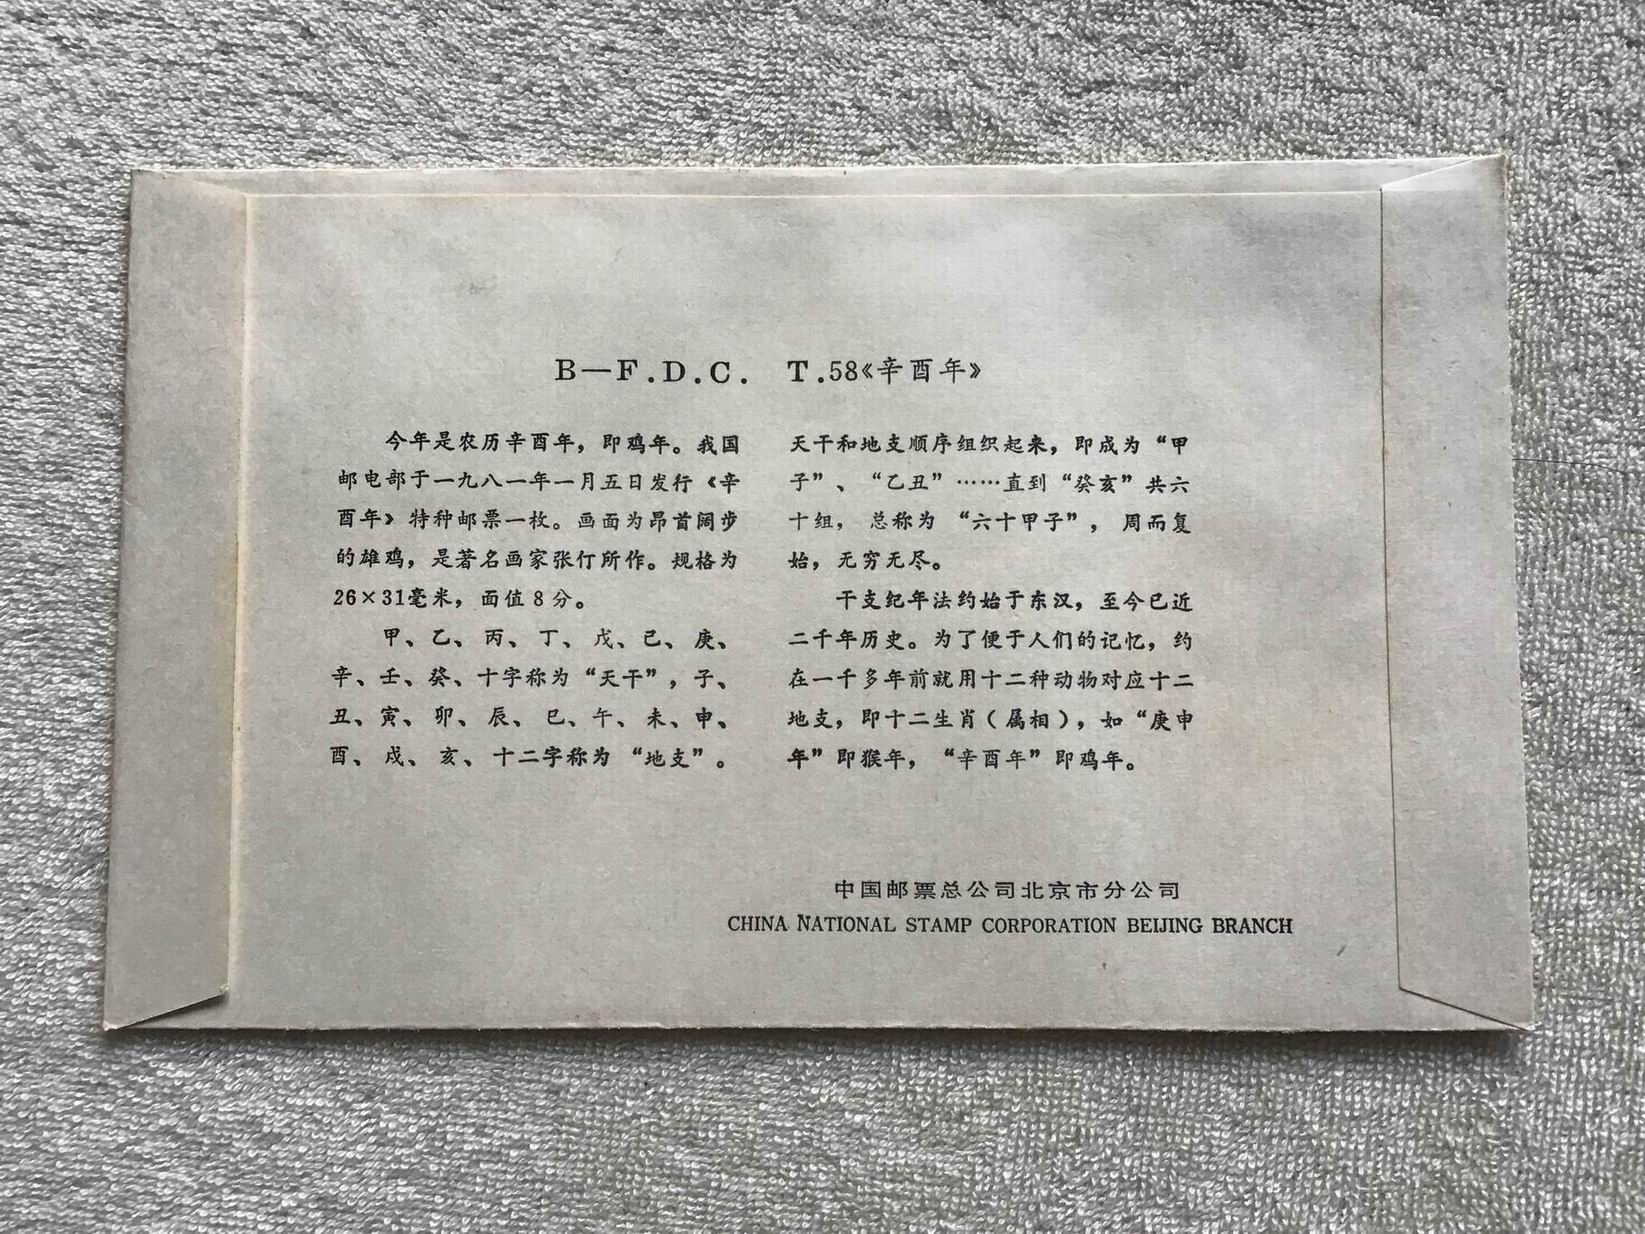 B—F.D.C. T.58《辛酉年》
今年是农历辛酉年，即鸡年。我国
邮电部于一九八一年一月五日发行《辛
酉年》特种邮票一枚。画面为昂首阔步
的雄鸡，是著名画家张仃所作。规格为
26×31毫米，面值8分。
甲、乙、丙、丁、戊、己、庚、
辛、壬、癸、十字称为“天干”，子、
丑、寅、卯、辰、巳、午、未、申、
酉、戌、亥、十二字称为“地支”。
天干和地支顺序组织起来，即成为“甲
子”、“乙丑”……直到“癸亥”共六
十组，总称为“六十甲子”，周而复
始，无穷无尽。
干支纪年法约始于东汉，至今已近
二千年历史。为了便于人们的记忆，约
在一千多年前就用十二种动物对应十二
地支，即十二生肖（属相），如“庚申
年”即猴年，“辛酉年”即鸡年。
中国邮票总公司北京市分公司
CHINA NATIONAL STAMP CORPORATION BEIJING BRANCH